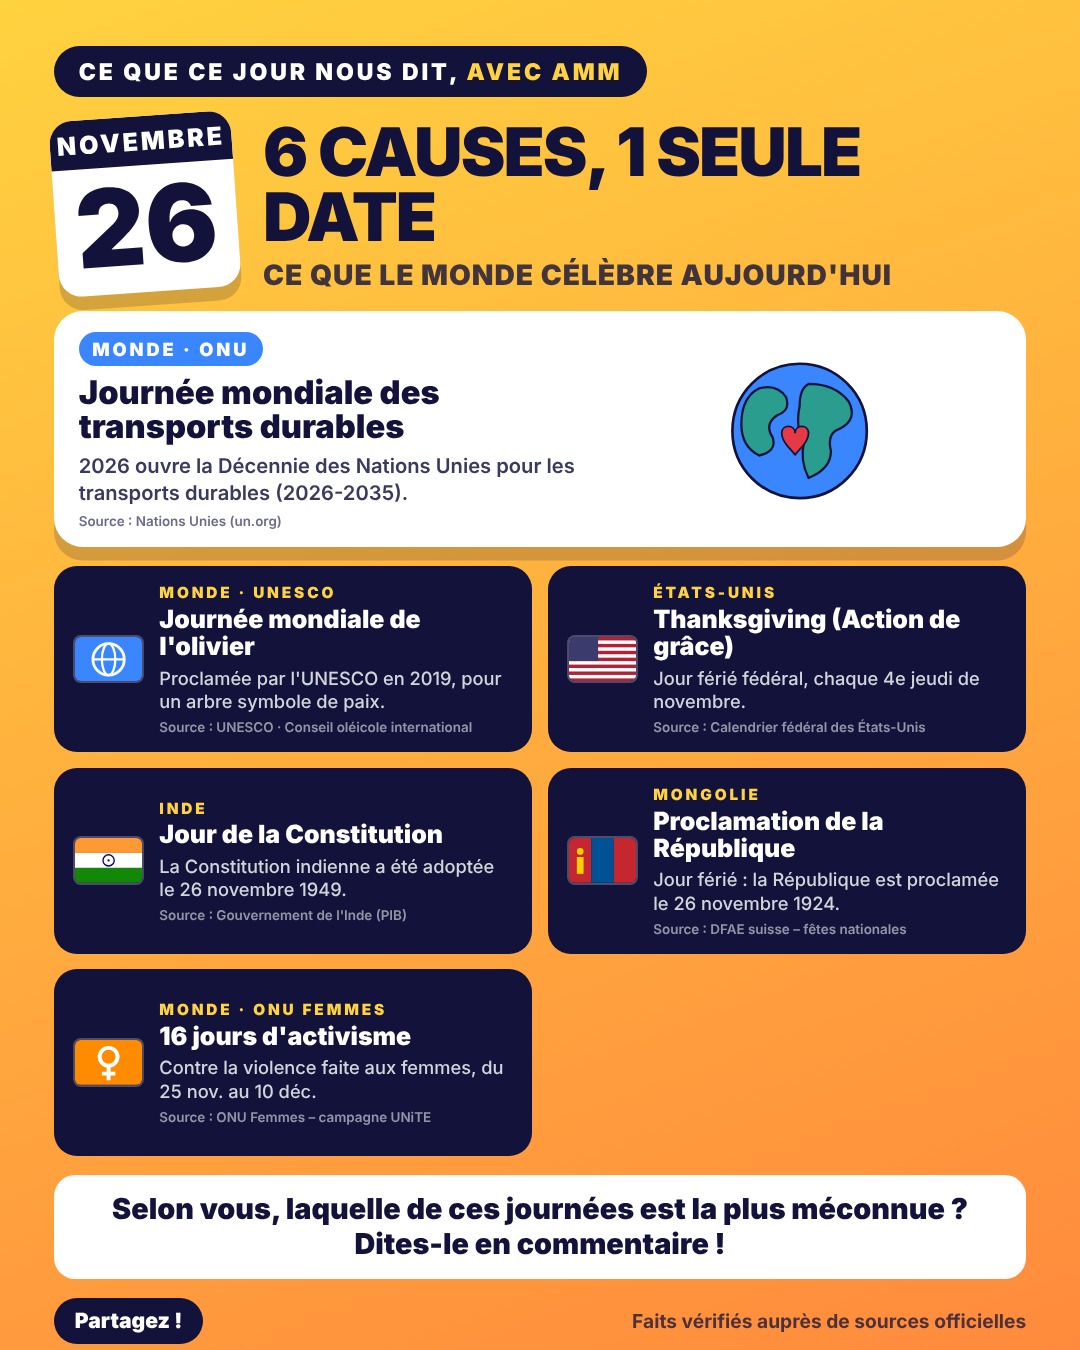 CE QUE CE JOUR NOUS DIT, AVEC AMM
NOVEMBRE
26
6 CAUSES, 1 SEULE
DATE
CE QUE LE MONDE CÉLÈBRE AUJOURD'HUI
MONDE · ONU
Journée mondiale des
transports durables
2026 ouvre la Décennie des Nations Unies pour les
transports durables (2026-2035).
Source : Nations Unies (un.org)
MONDE · UNESCO
Journée mondiale de
l'olivier
Proclamée par l'UNESCO en 2019, pour
un arbre symbole de paix.
Source : UNESCO · Conseil oléicole international
ÉTATS-UNIS
Thanksgiving (Action de
grâce)
Jour férié fédéral, chaque 4e jeudi de
novembre.
Source : Calendrier fédéral des États-Unis
INDE
Jour de la Constitution
La Constitution indienne a été adoptée
le 26 novembre 1949.
Source : Gouvernement de l'Inde (PIB)
MONGOLIE
Proclamation de la
République
Jour férié : la République est proclamée
le 26 novembre 1924.
Source : DFAE suisse – fêtes nationales
MONDE · ONU FEMMES
16 jours d'activisme
Contre la violence faite aux femmes, du
25 nov. au 10 déc.
Source : ONU Femmes – campagne UNiTE
Selon vous, laquelle de ces journées est la plus méconnue ?
Dites-le en commentaire !
Partagez !
Faits vérifiés auprès de sources officielles